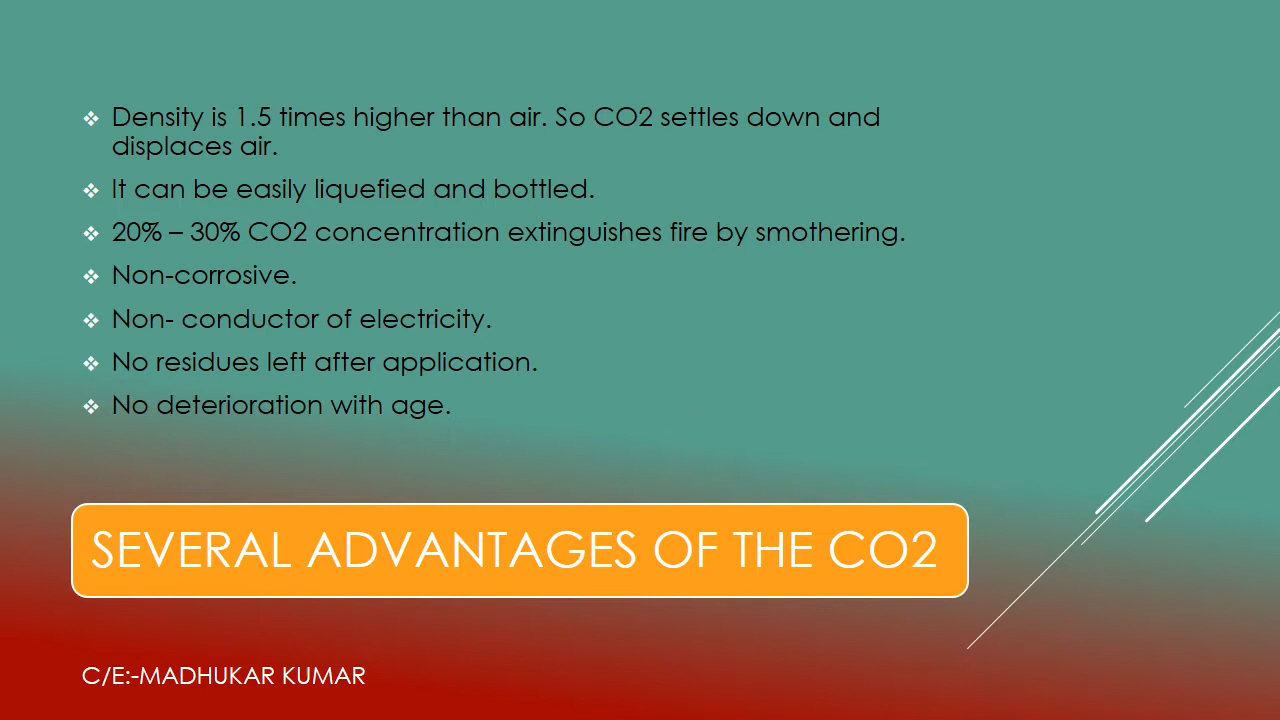 ❖ Density is 1.5 times higher than air. So CO2 settles down and
displaces air.
❖ It can be easily liquefied and bottled.
❖ 20% – 30% CO2 concentration extinguishes fire by smothering.
❖ Non-corrosive.
❖ Non- conductor of electricity.
❖ No residues left after application.
❖ No deterioration with age.
SEVERAL ADVANTAGES OF THE CO2
C/E:-MADHUKAR KUMAR